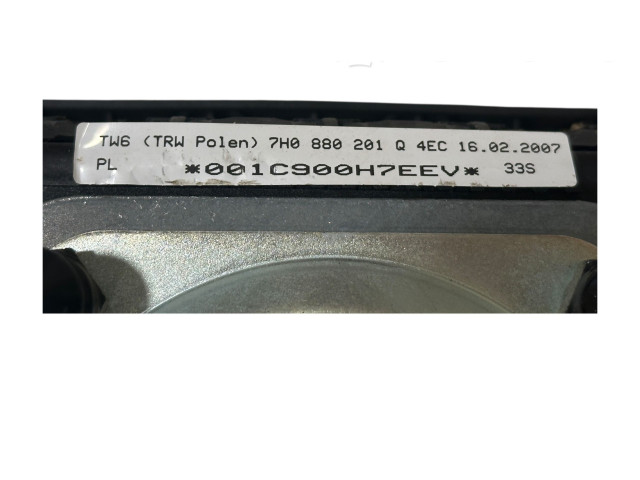 TW6 (TRW Polen) 7H0 880 201 Q 4EC 16.02.2007
PL *001C900H7EEV* 33S